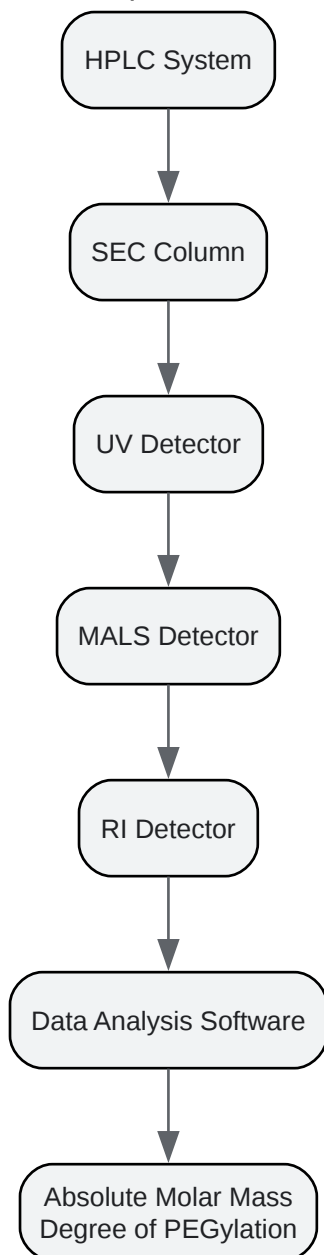 HPLC System
SEC Column
UV Detector
MALS Detector
RI Detector
Data Analysis Software
Absolute Molar Mass
Degree of PEGylation